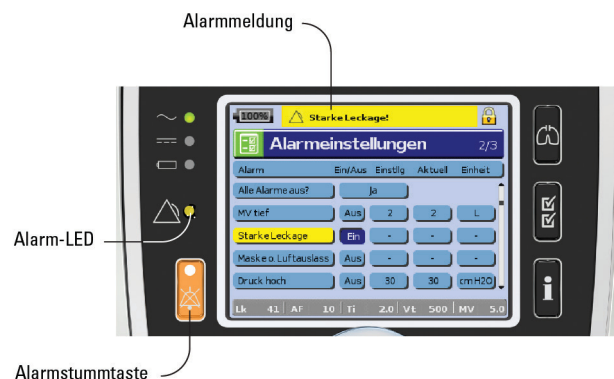 Alarmmeldung
100% Starke Leckage!
Alarmeinstellungen 2/3
Alarm Ein/Aus Einstllg Aktuell Einheit
Alle Alarme aus? Ja
MV tief Aus 2 2 L
Starke Leckage Ein - - -
Maske o. Luftauslass Aus - - -
Druck hoch Aus 30 30 cmH2O
Lk 41 AF 10 Ti 2.0 Vt 500 MV 5.0
Alarm-LED
Alarmstummtaste